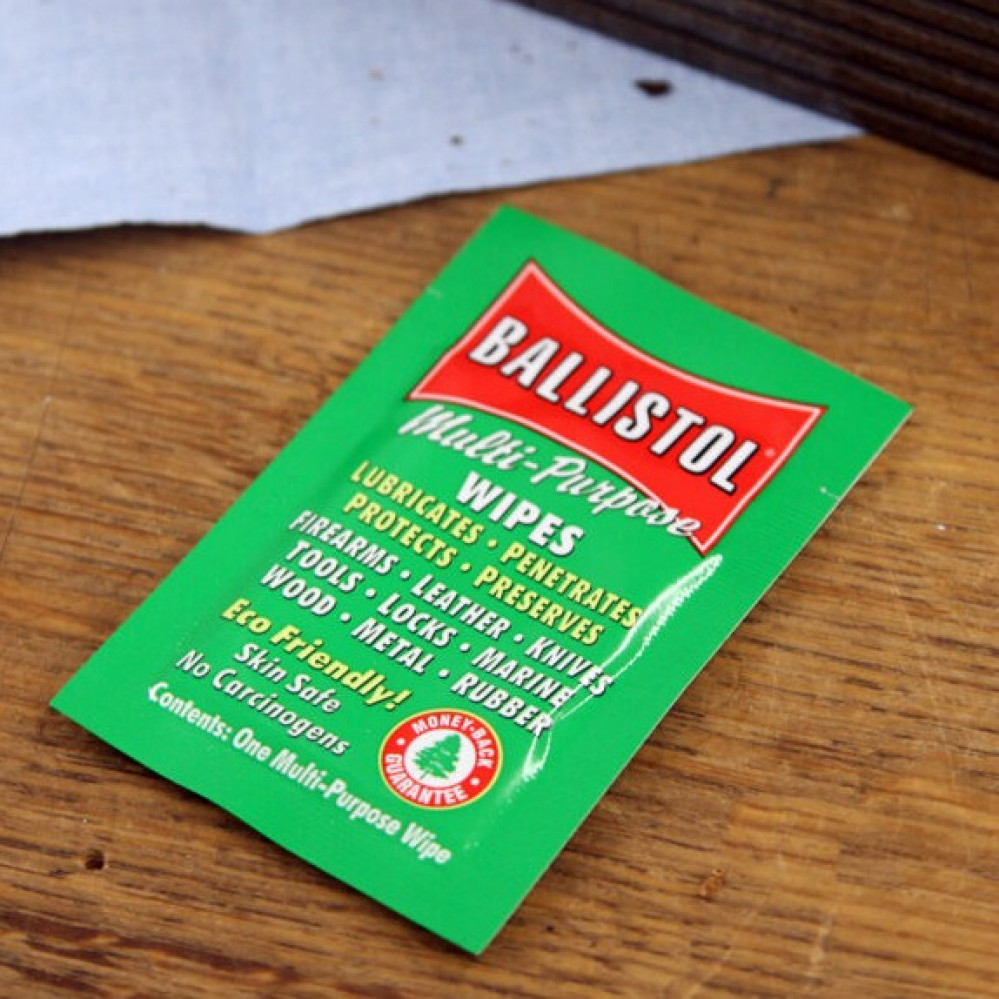 BALLISTOL®
Multi-Purpose
WIPES
LUBRICATES • PENETRATES
PROTECTS • PRESERVES
FIREARMS • LEATHER • KNIVES
TOOLS • LOCKS • MARINE
WOOD • METAL • RUBBER
Eco Friendly!
Skin Safe
No Carcinogens
MONEY-BACK
GUARANTEE
Contents: One Multi-Purpose Wipe